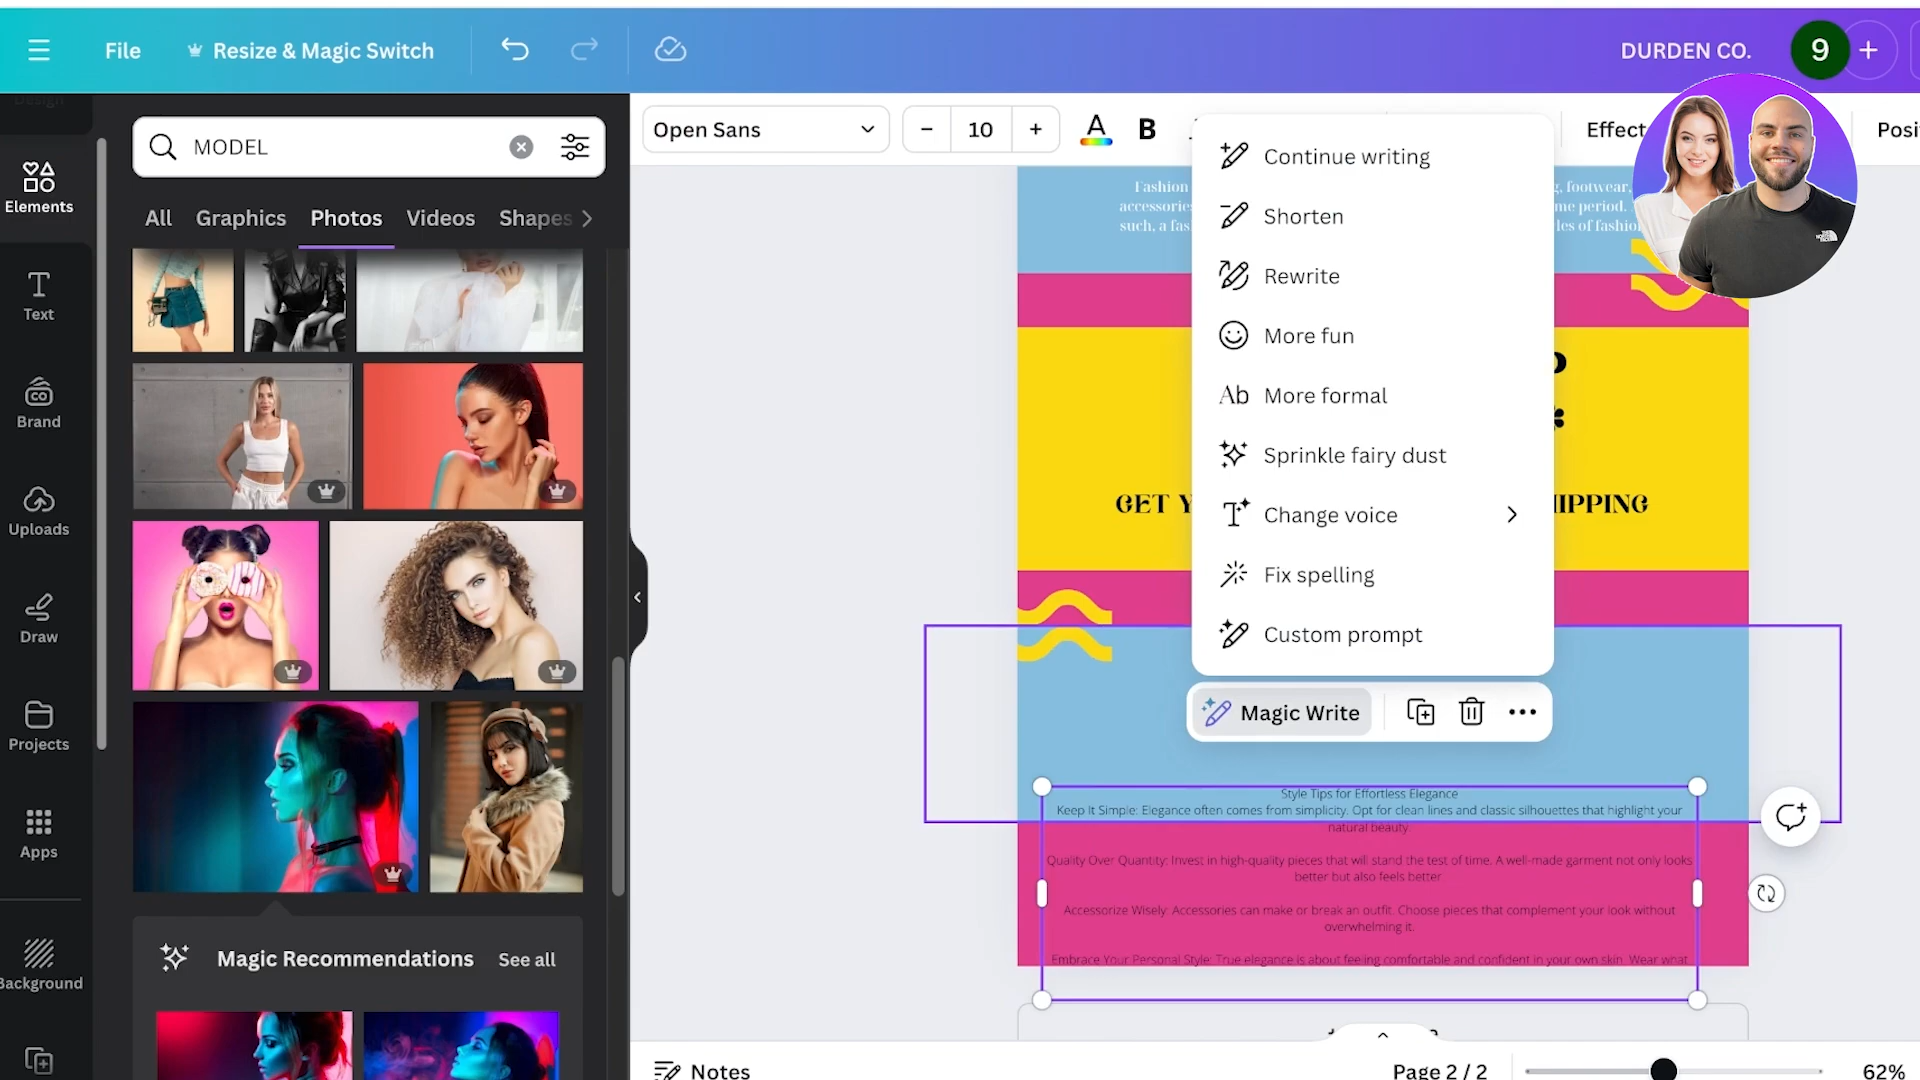 File
Resize & Magic Switch
DURDEN CO.
9
Design
Elements
Text
Brand
Uploads
Draw
Projects
Apps
Background
MODEL
All
Graphics
Photos
Videos
Shapes
Magic Recommendations
See all
Open Sans
10
A
B
Effect
Posi
Fashion
g, footwear,
accessories
me period.
such, a fas
les of fashio
GET Y
IPPING
Continue writing
Shorten
Rewrite
More fun
Ab More formal
Sprinkle fairy dust
Change voice
Fix spelling
Custom prompt
Magic Write
Style Tips for Effortless Elegance
Keep It Simple: Elegance often comes from simplicity. Opt for clean lines and classic silhouettes that highlight your
natural beauty.
Quality Over Quantity: Invest in high-quality pieces that will stand the test of time. A well-made garment not only looks
better but also feels better.
Accessorize Wisely: Accessories can make or break an outfit. Choose pieces that complement your look without
overwhelming it.
Embrace Your Personal Style: True elegance is about feeling comfortable and confident in your own skin. Wear what
Notes
Page 2 / 2
62%